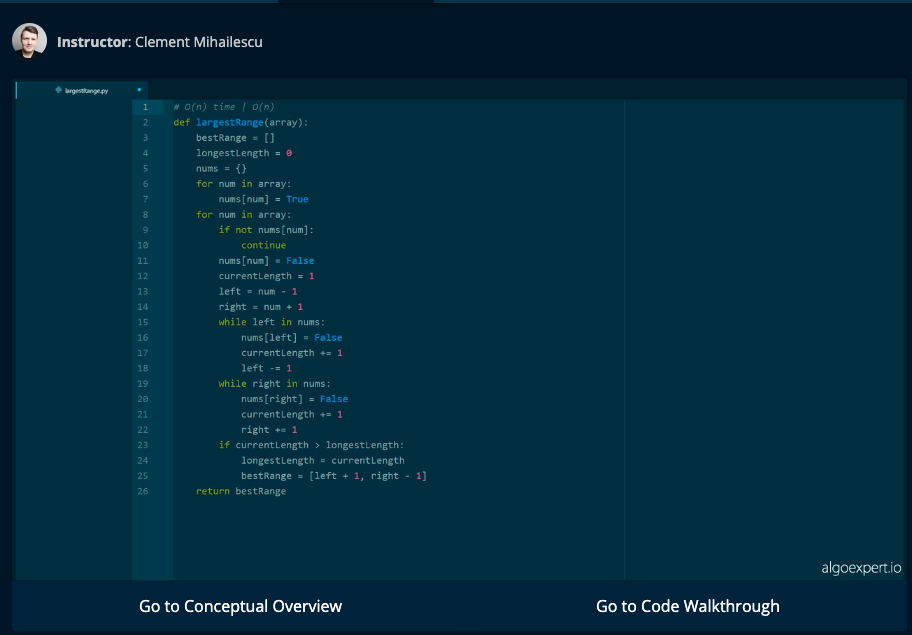 Instructor: Clement Mihailescu
largestRange.py
1 # O(n) time | O(n)
2 def largestRange(array):
3     bestRange = []
4     longestLength = 0
5     nums = {}
6     for num in array:
7         nums[num] = True
8     for num in array:
9         if not nums[num]:
10             continue
11         nums[num] = False
12         currentLength = 1
13         left = num - 1
14         right = num + 1
15         while left in nums:
16             nums[left] = False
17             currentLength += 1
18             left -= 1
19         while right in nums:
20             nums[right] = False
21             currentLength += 1
22             right += 1
23         if currentLength > longestLength:
24             longestLength = currentLength
25             bestRange = [left + 1, right - 1]
26     return bestRange
algoexpert.io
Go to Conceptual Overview
Go to Code Walkthrough